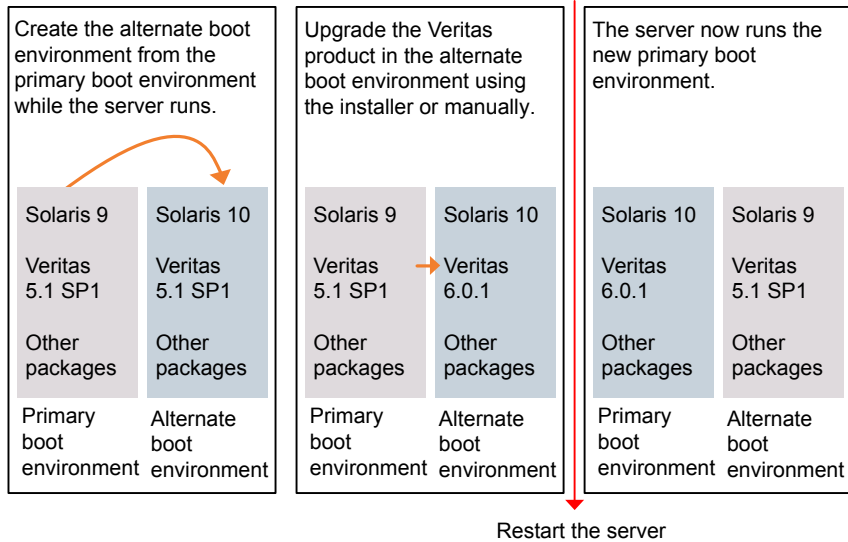 Create the alternate boot
environment from the
primary boot environment
while the server runs.
Solaris 9
Veritas
5.1 SP1
Other
packages
Primary
boot
environment
Solaris 10
Veritas
5.1 SP1
Other
packages
Alternate
boot
environment
Upgrade the Veritas
product in the alternate
boot environment using
the installer or manually.
Solaris 9
Veritas
5.1 SP1
Other
packages
Primary
boot
environment
Solaris 10
Veritas
6.0.1
Other
packages
Alternate
boot
environment
The server now runs the
new primary boot
environment.
Solaris 10
Veritas
6.0.1
Other
packages
Primary
boot
environment
Solaris 9
Veritas
5.1 SP1
Other
packages
Alternate
boot
environment
Restart the server